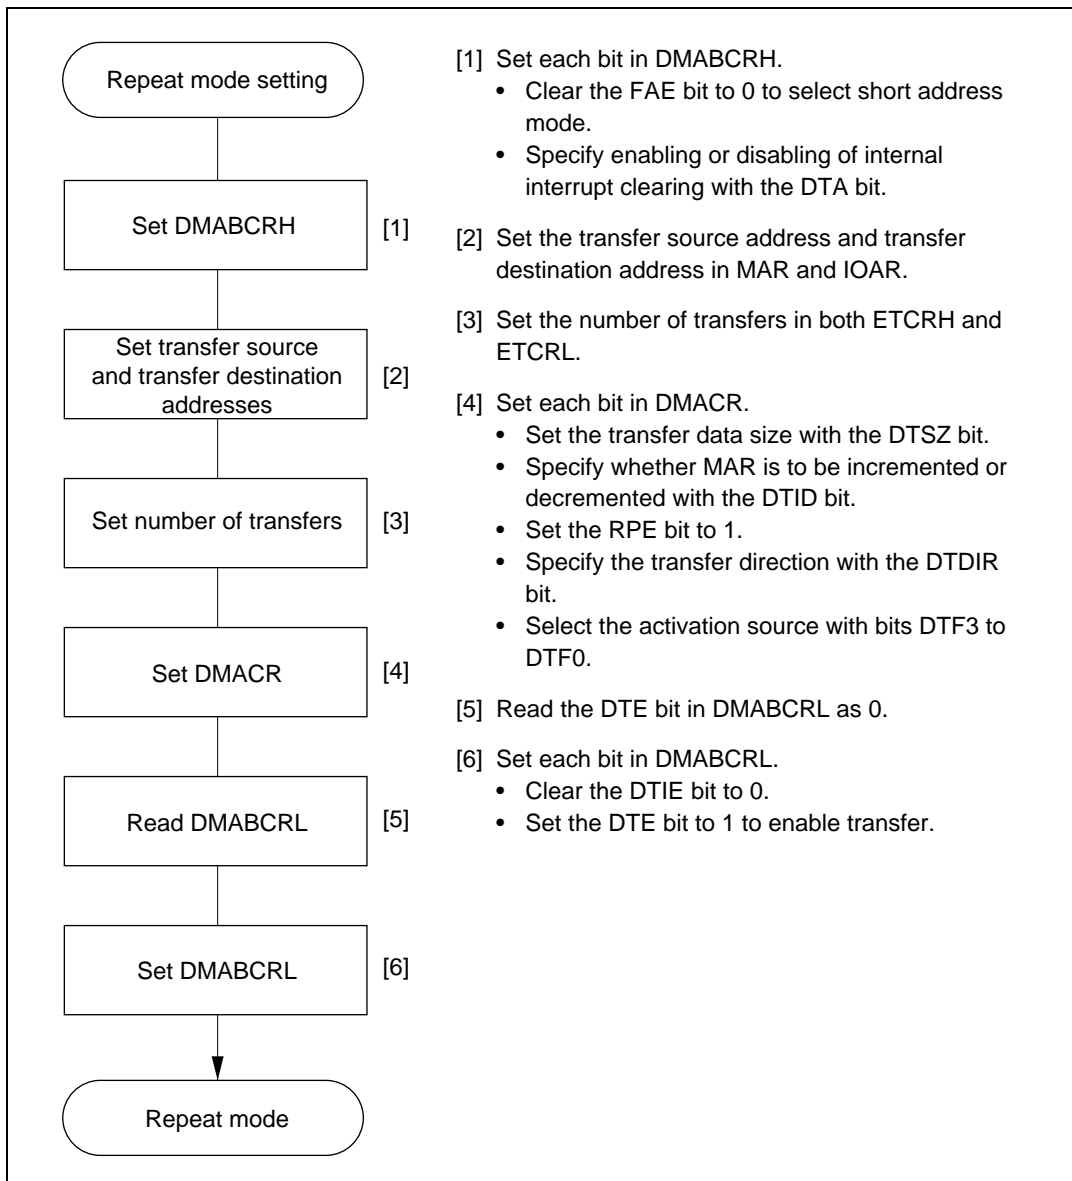 Repeat mode setting
Set DMABCRH [1]
Set transfer source
and transfer destination
addresses
[2]
Set number of transfers [3]
Set DMACR [4]
Read DMABCRL [5]
Set DMABCRL [6]
Repeat mode
[1] Set each bit in DMABCRH.
• Clear the FAE bit to 0 to select short address
mode.
• Specify enabling or disabling of internal
interrupt clearing with the DTA bit.
[2] Set the transfer source address and transfer
destination address in MAR and IOAR.
[3] Set the number of transfers in both ETCRH and
ETCRL.
[4] Set each bit in DMACR.
• Set the transfer data size with the DTSZ bit.
• Specify whether MAR is to be incremented or
decremented with the DTID bit.
• Set the RPE bit to 1.
• Specify the transfer direction with the DTDIR
bit.
• Select the activation source with bits DTF3 to
DTF0.
[5] Read the DTE bit in DMABCRL as 0.
[6] Set each bit in DMABCRL.
• Clear the DTIE bit to 0.
• Set the DTE bit to 1 to enable transfer.